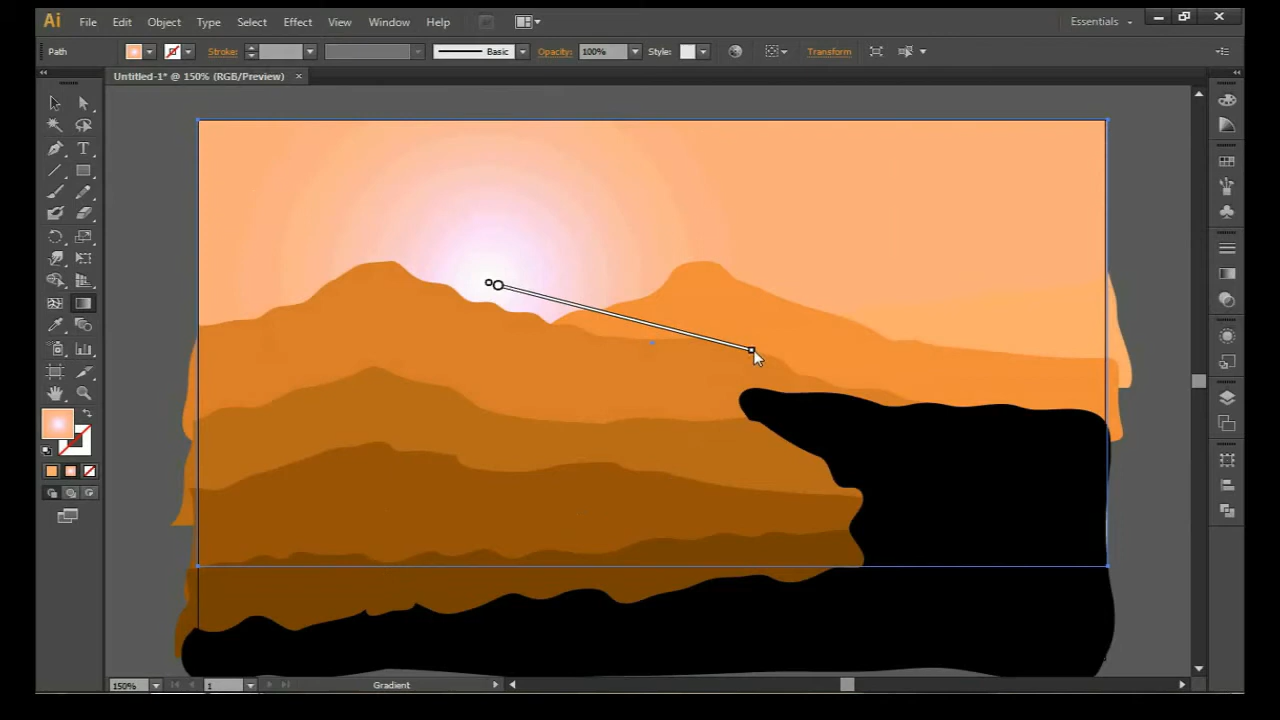 Ai File Edit Object Type Select Effect View Window Help Br Essentials
Path Stroke: Basic Opacity: 100% Style: Transform
Untitled-1* @ 150% (RGB/Preview) ×
T
150% 1 Gradient